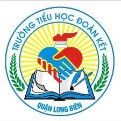 TRƯỜNG TIỂU HỌC ĐOÀN KẾT
QUẬN LONG BIÊN